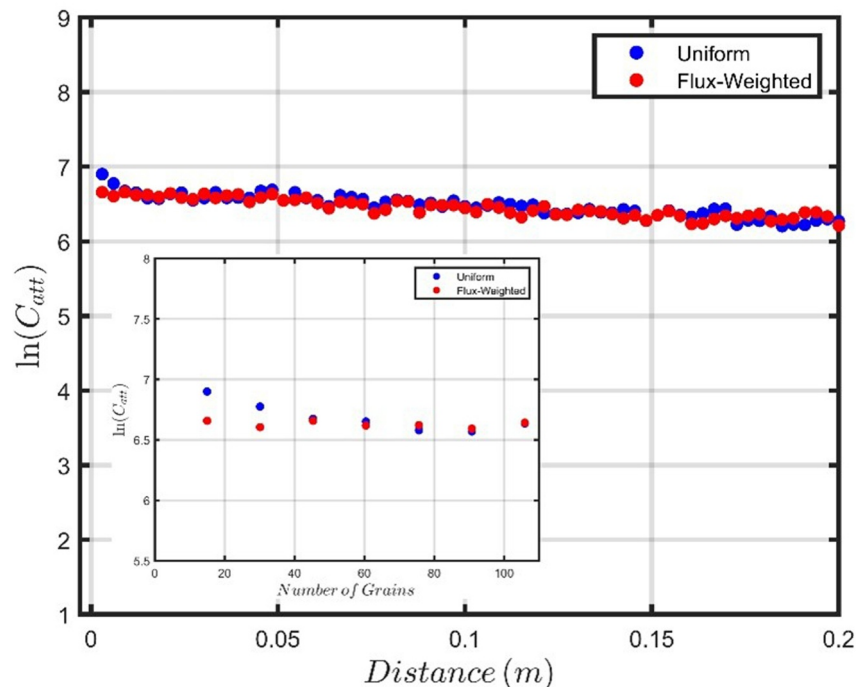 9
8
7
6
5
4
3
2
1
ln(C_att)
Uniform
Flux-Weighted
8
7.5
7
6.5
6
5.5
ln(C_att)
Uniform
Flux-Weighted
0 20 40 60 80 100
Number of Grains
0 0.05 0.1 0.15 0.2
Distance (m)